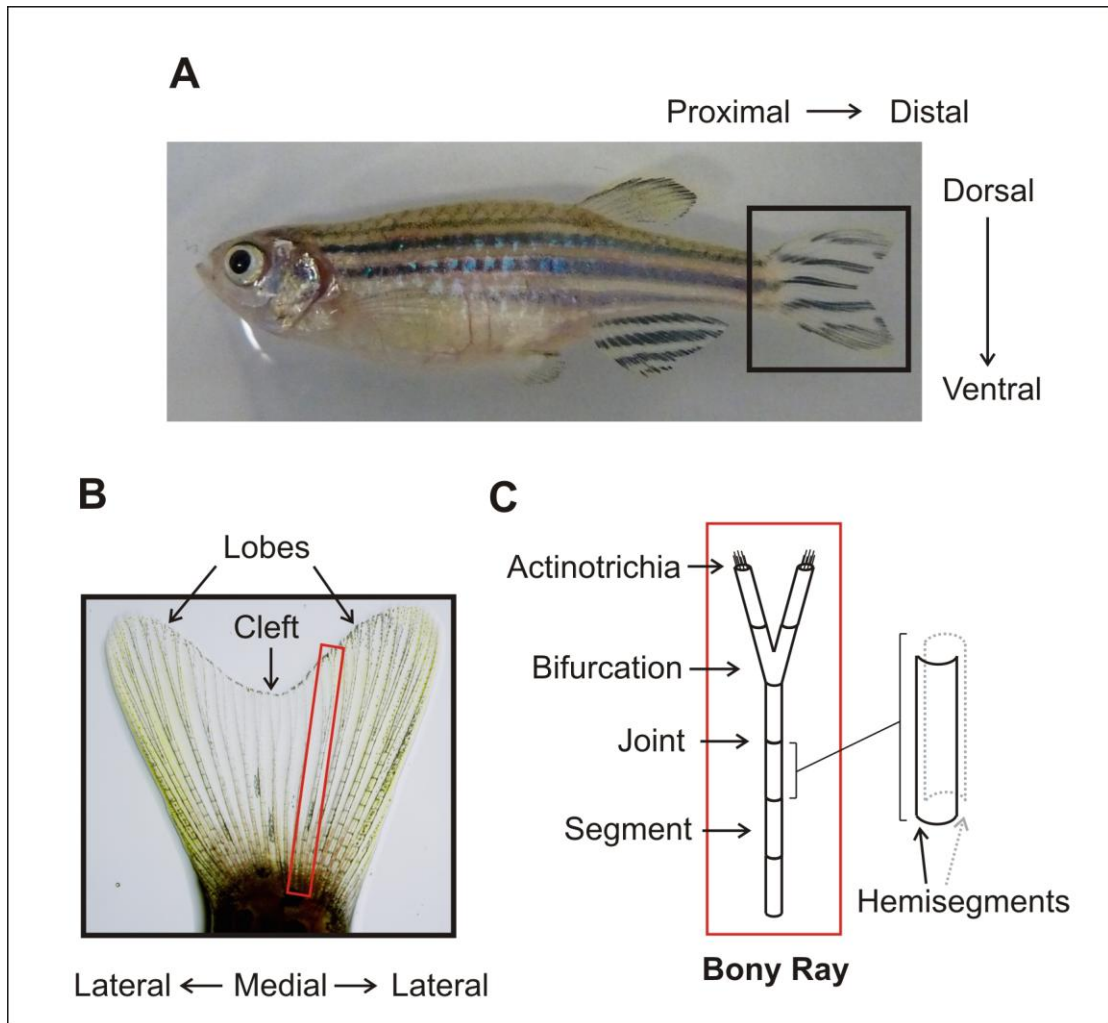 A
Proximal → Distal
Dorsal
Ventral
B
Lobes
Cleft
Lateral ← Medial → Lateral
C
Actinotrichia
Bifurcation
Joint
Segment
Hemisegments
Bony Ray